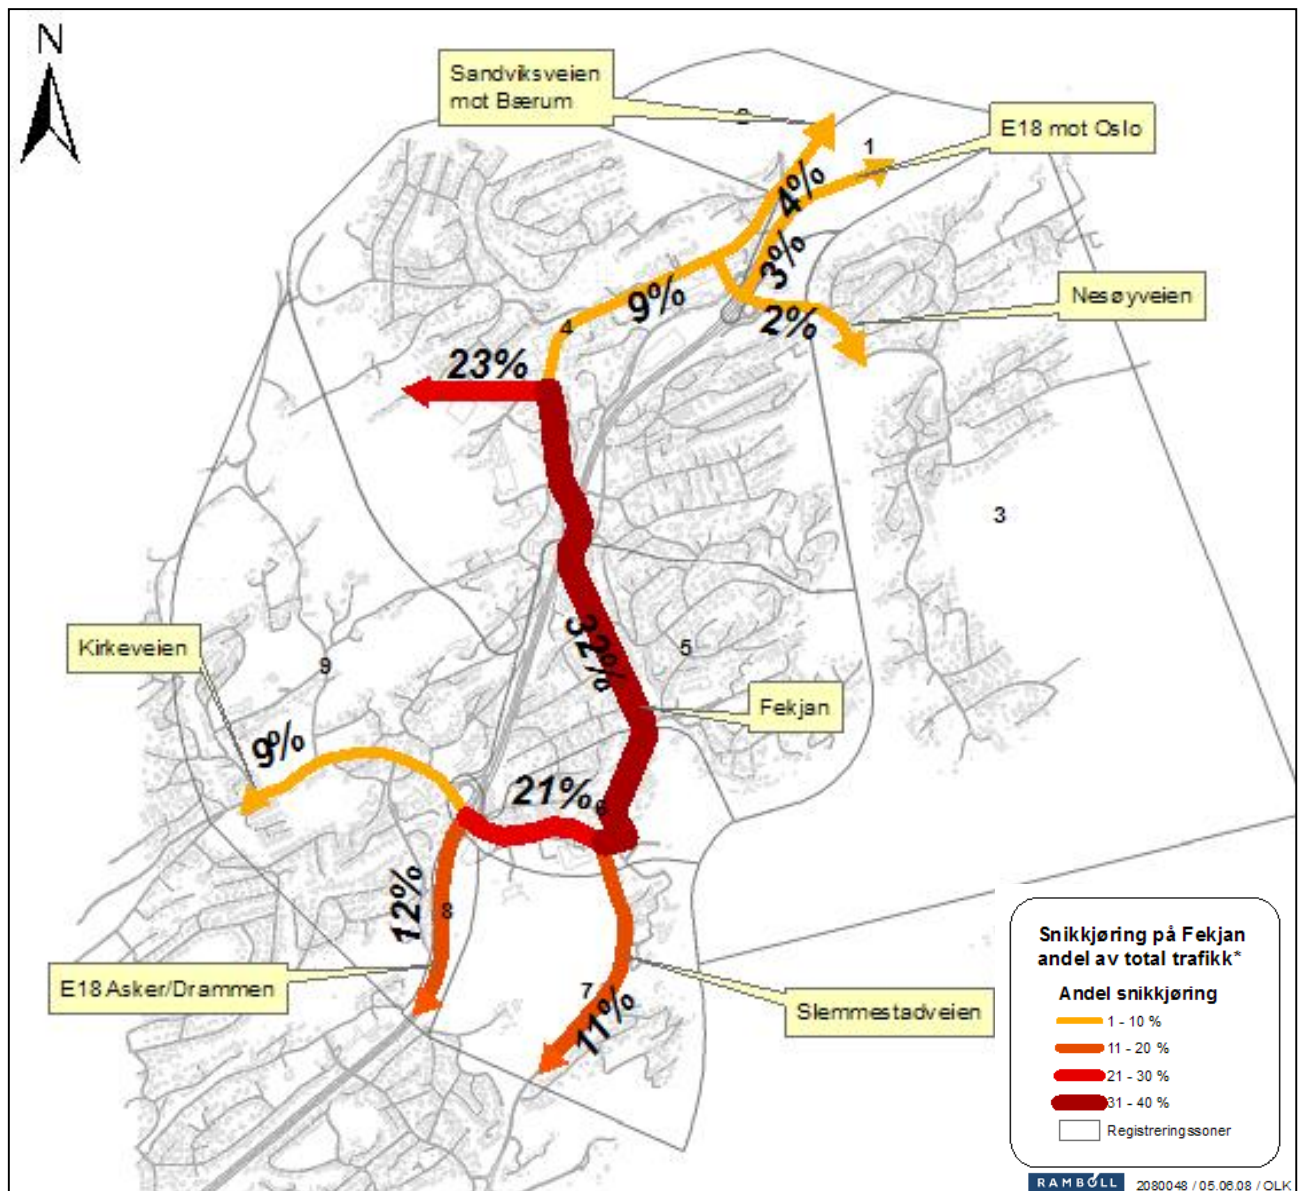 N
Sandviksveien
mot Bærum
2
E18 mot Oslo
1
4%
3%
Nesøyveien
9%
2%
4
23%
3
32%
5
Kirkeveien
9
Fekjan
9%
21%
6
12%
8
E18 Asker/Drammen
7
11%
Slemmestadveien
Snikkjøring på Fekjan
andel av total trafikk*
Andel snikkjøring
1 - 10 %
11 - 20 %
21 - 30 %
31 - 40 %
Registreringssoner
RAMBOLL 2080048 / 05.06.08 / OLK